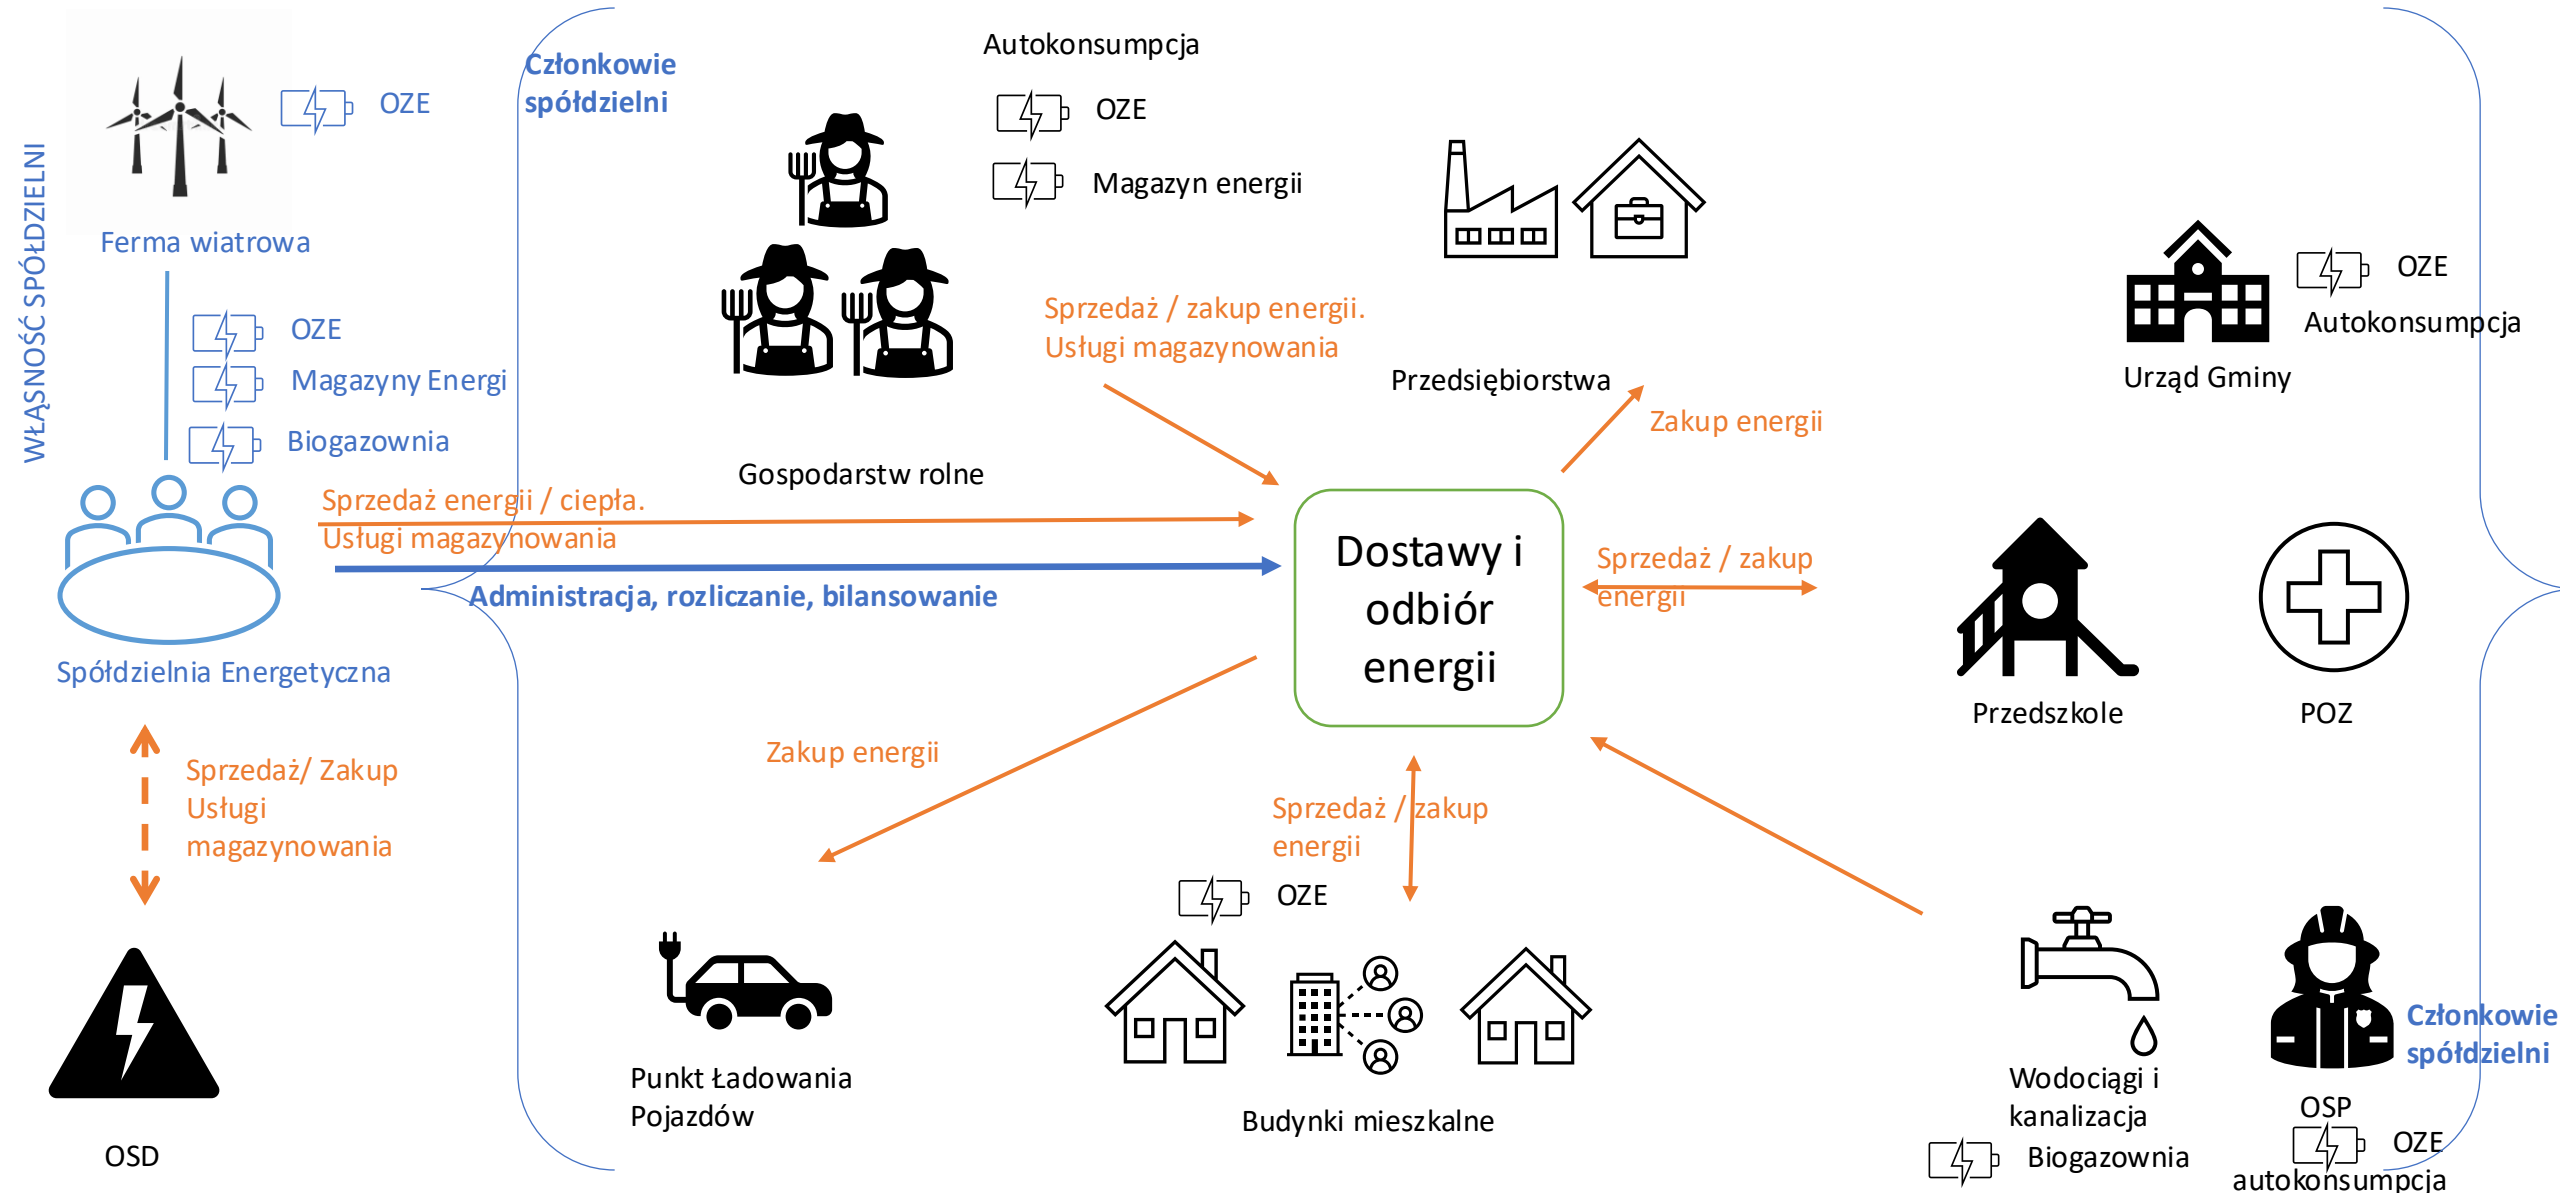 WŁĄSNOŚĆ SPÓŁDZIELNI
OZE
Ferma wiatrowa
OZE
Magazyny Energi
Biogazownia
Spółdzielnia Energetyczna
Sprzedaż/ Zakup
Usługi
magazynowania
OSD
Członkowie
spółdzielni
Autokonsumpcja
OZE
Magazyn energii
Gospodarstw rolne
Sprzedaż / zakup energii.
Usługi magazynowania
Sprzedaż energii / ciepła.
Usługi magazynowania
Administracja, rozliczanie, bilansowanie
Przedsiębiorstwa
Zakup energii
OZE
Autokonsumpcja
Urząd Gminy
Dostawy i
odbiór
energii
Sprzedaż / zakup
energii
Przedszkole
POZ
Zakup energii
Punkt Ładowania
Pojazdów
Sprzedaż / zakup
energii
OZE
Budynki mieszkalne
Wodociągi i
kanalizacja
Biogazownia
Członkowie
spółdzielni
OSP
OZE
autokonsumpcja